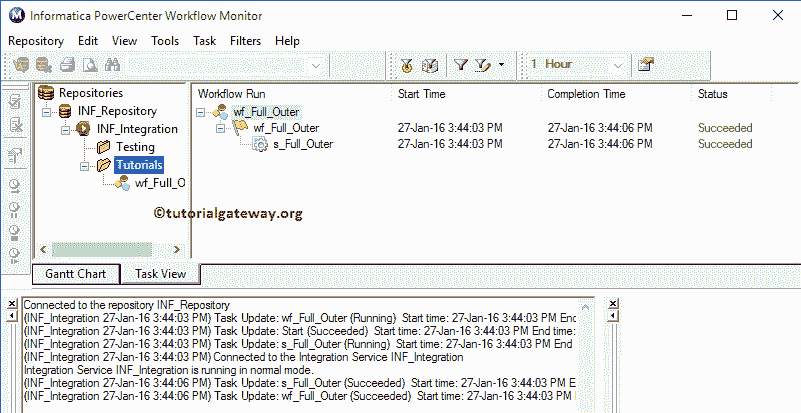 Informatica PowerCenter Workflow Monitor
Repository Edit View Tools Task Filters Help
1 Hour
Repositories
INF_Repository
INF_Integration
Testing
Tutorials
wf_Full_O
Workflow Run Start Time Completion Time Status
wf_Full_Outer
wf_Full_Outer 27-Jan-16 3:44:03 PM 27-Jan-16 3:44:06 PM Succeeded
s_Full_Outer 27-Jan-16 3:44:03 PM 27-Jan-16 3:44:06 PM Succeeded
©tutorialgateway.org
Gantt Chart Task View
Connected to the repository INF_Repository
(INF_Integration 27-Jan-16 3:44:03 PM) Task Update: wf_Full_Outer (Running) Start time: 27-Jan-16 3:44:03 PM End
(INF_Integration 27-Jan-16 3:44:03 PM) Task Update: Start (Succeeded) Start time: 27-Jan-16 3:44:03 PM End time:
(INF_Integration 27-Jan-16 3:44:03 PM) Task Update: s_Full_Outer (Running) Start time: 27-Jan-16 3:44:03 PM End
(INF_Integration 27-Jan-16 3:44:03 PM) Connected to the Integration Service INF_Integration
Integration Service INF_Integration is running in normal mode.
(INF_Integration 27-Jan-16 3:44:06 PM) Task Update: s_Full_Outer (Succeeded) Start time: 27-Jan-16 3:44:03 PM E
(INF_Integration 27-Jan-16 3:44:06 PM) Task Update: wf_Full_Outer (Succeeded) Start time: 27-Jan-16 3:44:03 PM